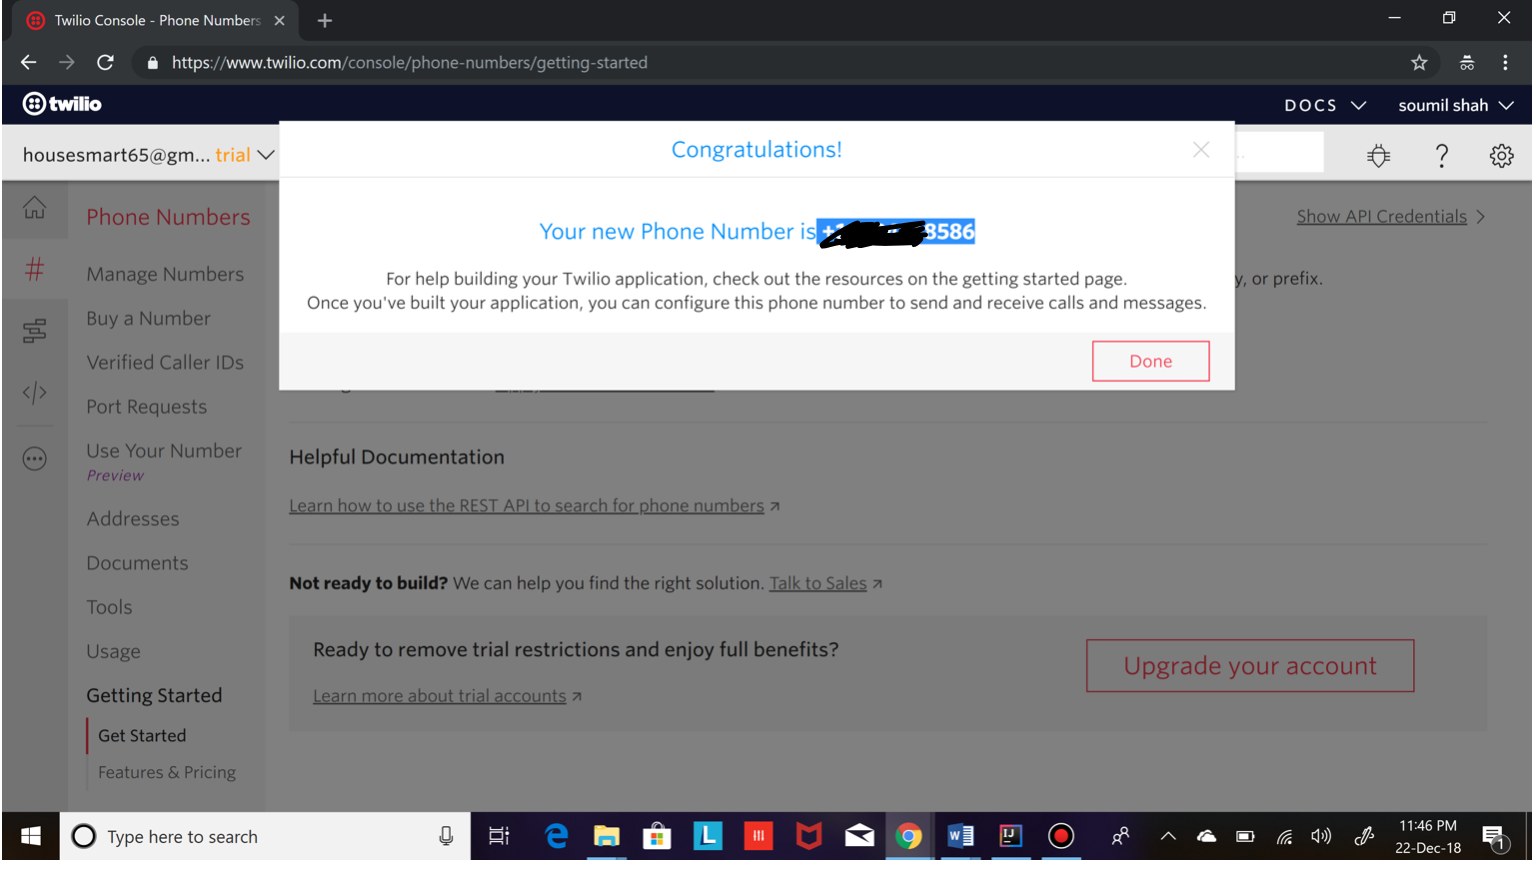 Twilio Console - Phone Numbers
https://www.twilio.com/console/phone-numbers/getting-started
twilio
DOCS
soumil shah
housesmart65@gm... trial
Congratulations!
Your new Phone Number is 8586
For help building your Twilio application, check out the resources on the getting started page.
Once you've built your application, you can configure this phone number to send and receive calls and messages.
Done
Show API Credentials
y, or prefix.
Phone Numbers
Manage Numbers
Buy a Number
Verified Caller IDs
Port Requests
Use Your Number
Preview
Addresses
Documents
Tools
Usage
Getting Started
Get Started
Features & Pricing
Helpful Documentation
Learn how to use the REST API to search for phone numbers
Not ready to build? We can help you find the right solution. Talk to Sales
Ready to remove trial restrictions and enjoy full benefits?
Learn more about trial accounts
Upgrade your account
Type here to search
11:46 PM
22-Dec-18
1